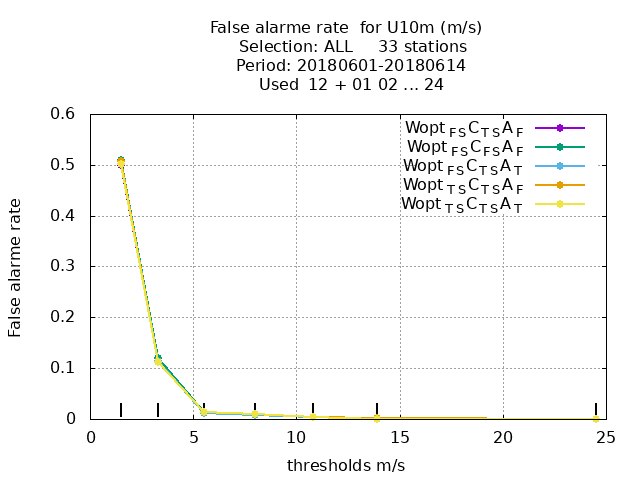 False alarme rate  for U10m (m/s)
Selection: ALL     33 stations
Period: 20180601-20180614
Used  12 + 01 02 ... 24
0.6
0.5
0.4
0.3
0.2
0.1
0
False alarme rate
Wopt FS C TS A F
Wopt FS C FS A F
Wopt FS C TS A T
Wopt TS C TS A F
Wopt TS C TS A T
0 5 10 15 20 25
thresholds m/s